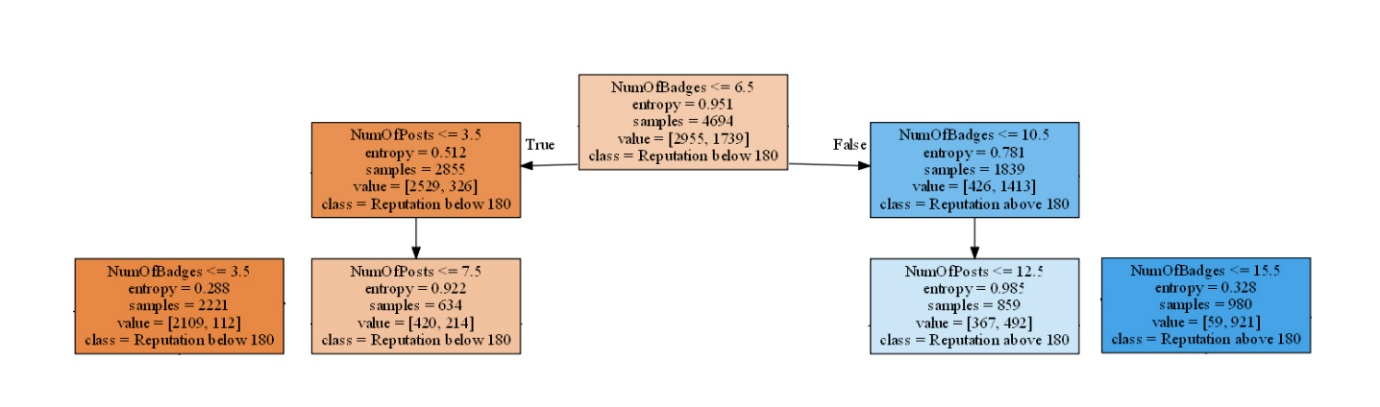 NumOfBadges <= 6.5
entropy = 0.951
samples = 4694
value = [2955, 1739]
class = Reputation below 180
True
False
NumOfPosts <= 3.5
entropy = 0.512
samples = 2855
value = [2529, 326]
class = Reputation below 180
NumOfBadges <= 10.5
entropy = 0.781
samples = 1839
value = [426, 1413]
class = Reputation above 180
NumOfBadges <= 3.5
entropy = 0.288
samples = 2221
value = [2109, 112]
class = Reputation below 180
NumOfPosts <= 7.5
entropy = 0.922
samples = 634
value = [420, 214]
class = Reputation below 180
NumOfPosts <= 12.5
entropy = 0.985
samples = 859
value = [367, 492]
class = Reputation above 180
NumOfBadges <= 15.5
entropy = 0.328
samples = 980
value = [59, 921]
class = Reputation above 180